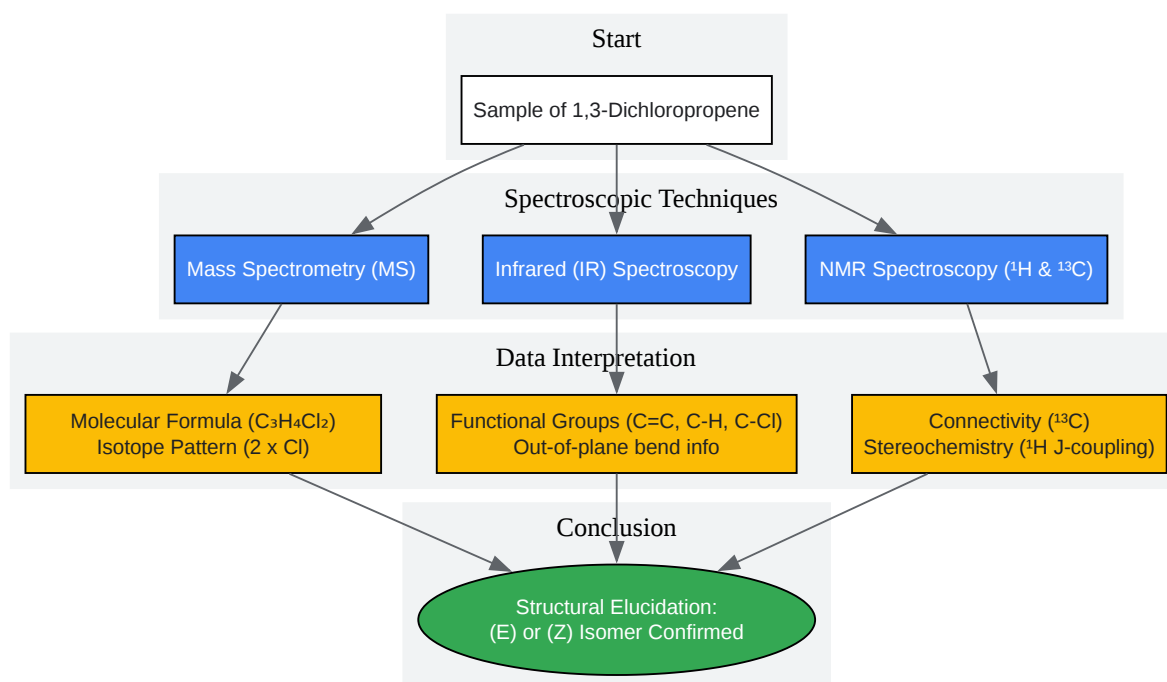 Start
Sample of 1,3-Dichloropropene
Spectroscopic Techniques
Mass Spectrometry (MS)
Infrared (IR) Spectroscopy
NMR Spectroscopy (¹H & ¹³C)
Data Interpretation
Molecular Formula (C₃H₄Cl₂)
Isotope Pattern (2 x Cl)
Functional Groups (C=C, C-H, C-Cl)
Out-of-plane bend info
Connectivity (¹³C)
Stereochemistry (¹H J-coupling)
Conclusion
Structural Elucidation:
(E) or (Z) Isomer Confirmed